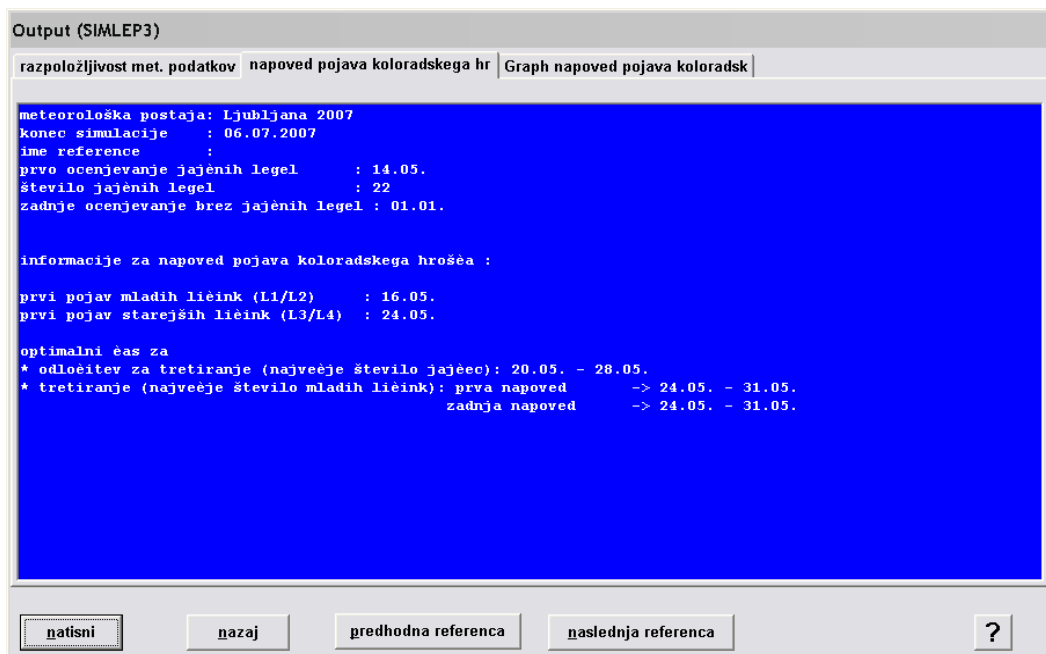 Output (SIMLEP3)
razpoložljivost met. podatkov napoved pojava koloradskega hr Graph napoved pojava koloradsk
meteorološka postaja: Ljubljana 2007
konec simulacije : 06.07.2007
ime reference :
prvo ocenjevanje jajènih legel : 14.05.
število jajènih legel : 22
zadnje ocenjevanje brez jajènih legel : 01.01.
informacije za napoved pojava koloradskega hrošèa :
prvi pojav mladih lièink (L1/L2) : 16.05.
prvi pojav starejših lièink (L3/L4) : 24.05.
optimalni èas za
* odloèitev za tretiranje (najveèje število jajèec): 20.05. - 28.05.
* tretiranje (najveèje število mladih lièink): prva napoved -> 24.05. - 31.05.
zadnja napoved -> 24.05. - 31.05.
natisni nazaj predhodna referenca naslednja referenca ?